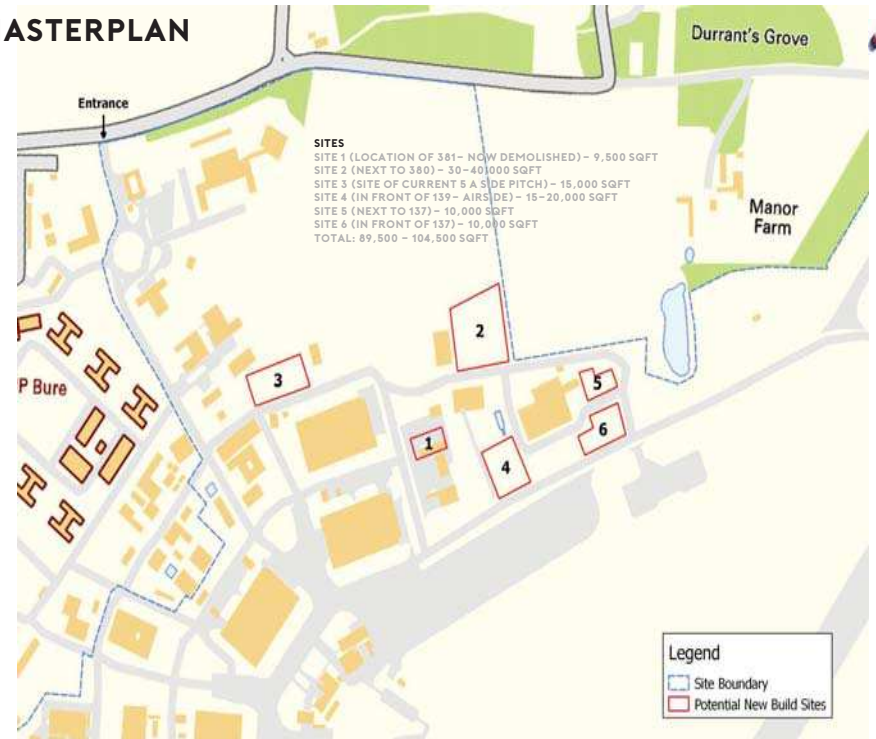 ASTERPLAN
Durrant's Grove
Entrance
SITES
SITE 1 (LOCATION OF 381– NOW DEMOLISHED) – 9,500 SQFT
SITE 2 (NEXT TO 380) – 30–40,000 SQFT
SITE 3 (SITE OF CURRENT 5 A SIDE PITCH) – 15,000 SQFT
SITE 4 (IN FRONT OF 139– AIRSIDE) – 15–20,000 SQFT
SITE 5 (NEXT TO 137) – 10,000 SQFT
SITE 6 (IN FRONT OF 137) – 10,000 SQFT
TOTAL: 89,500 – 104,500 SQFT
Manor
Farm
2
3
5
P Bure
1
6
4
Legend
Site Boundary
Potential New Build Sites